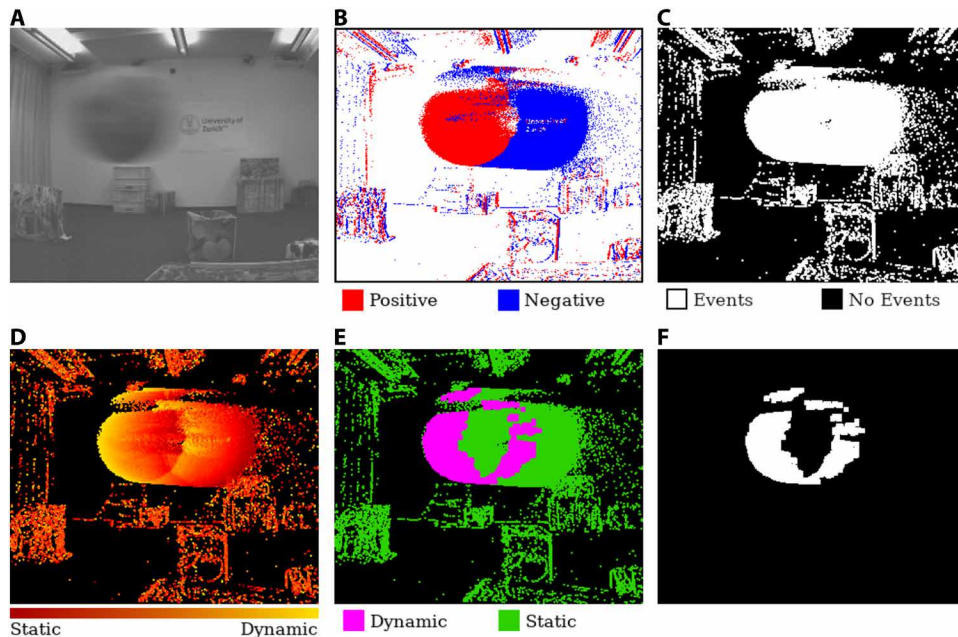 A
B
C
University of
Zurich
Positive
Negative
Events
No Events
D
E
F
Static
Dynamic
Dynamic
Static